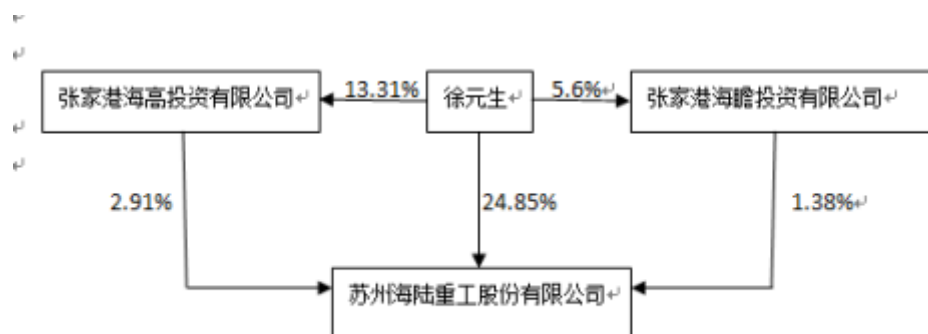 张家港海高投资有限公司
13.31%
徐元生
5.6%
张家港海瞻投资有限公司
2.91%
24.85%
1.38%
苏州海陆重工股份有限公司